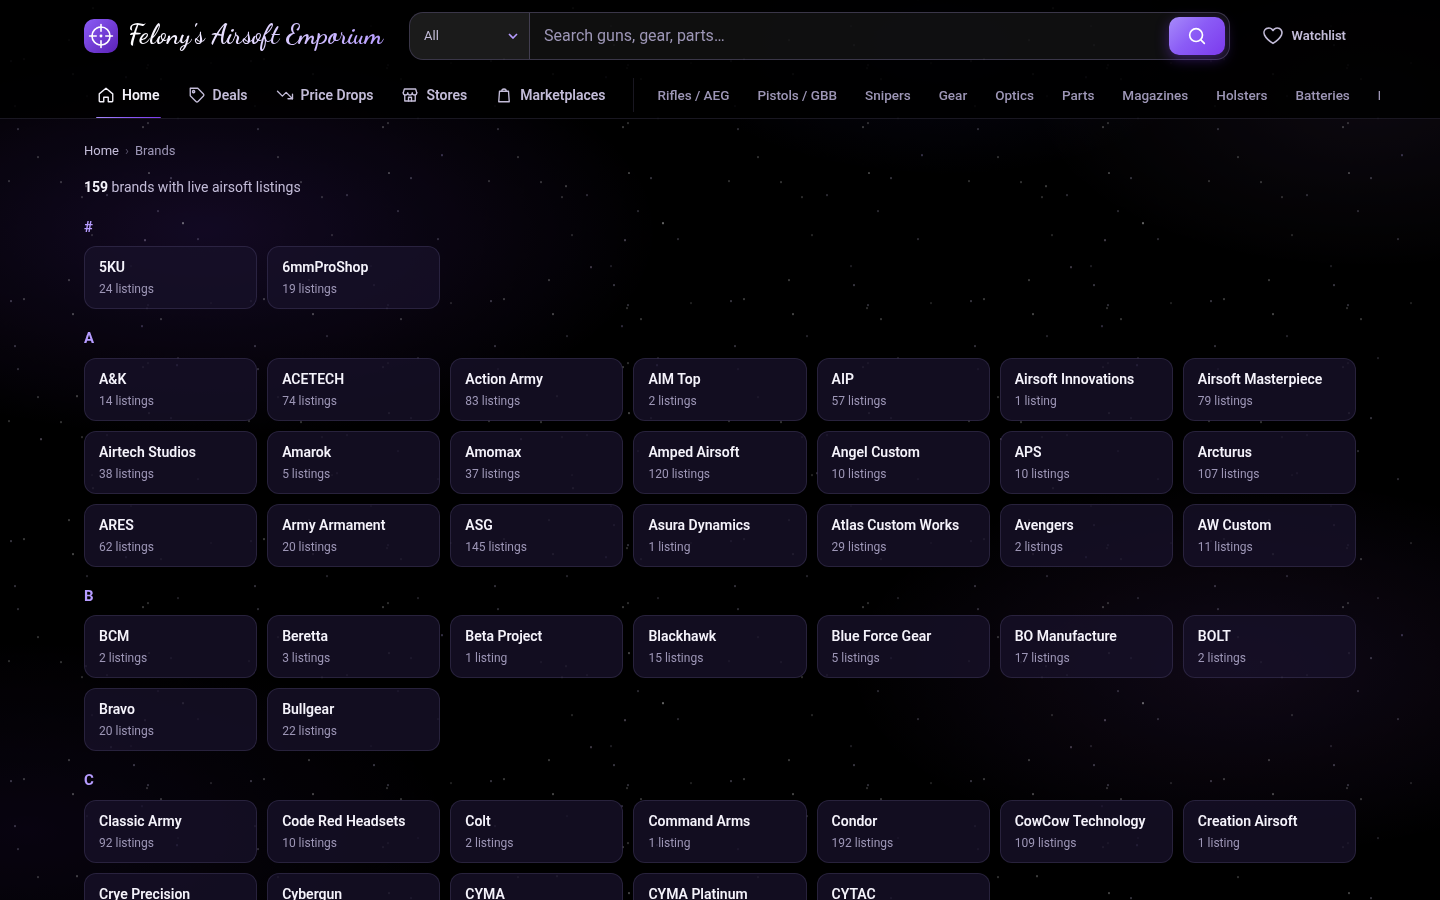 Felony's Airsoft Emporium
All
Search guns, gear, parts…
Watchlist
Home
Deals
Price Drops
Stores
Marketplaces
Rifles / AEG
Pistols / GBB
Snipers
Gear
Optics
Parts
Magazines
Holsters
Batteries
Home › Brands
159 brands with live airsoft listings
#
5KU
24 listings
6mmProShop
19 listings
A
A&K
14 listings
ACETECH
74 listings
Action Army
83 listings
AIM Top
2 listings
AIP
57 listings
Airsoft Innovations
1 listing
Airsoft Masterpiece
79 listings
Airtech Studios
38 listings
Amarok
5 listings
Amomax
37 listings
Amped Airsoft
120 listings
Angel Custom
10 listings
APS
10 listings
Arcturus
107 listings
ARES
62 listings
Army Armament
20 listings
ASG
145 listings
Asura Dynamics
1 listing
Atlas Custom Works
29 listings
Avengers
2 listings
AW Custom
11 listings
B
BCM
2 listings
Beretta
3 listings
Beta Project
1 listing
Blackhawk
15 listings
Blue Force Gear
5 listings
BO Manufacture
17 listings
BOLT
2 listings
Bravo
20 listings
Bullgear
22 listings
C
Classic Army
92 listings
Code Red Headsets
10 listings
Colt
2 listings
Command Arms
1 listing
Condor
192 listings
CowCow Technology
109 listings
Creation Airsoft
1 listing
Crye Precision
Cybergun
CYMA
CYMA Platinum
CYTAC